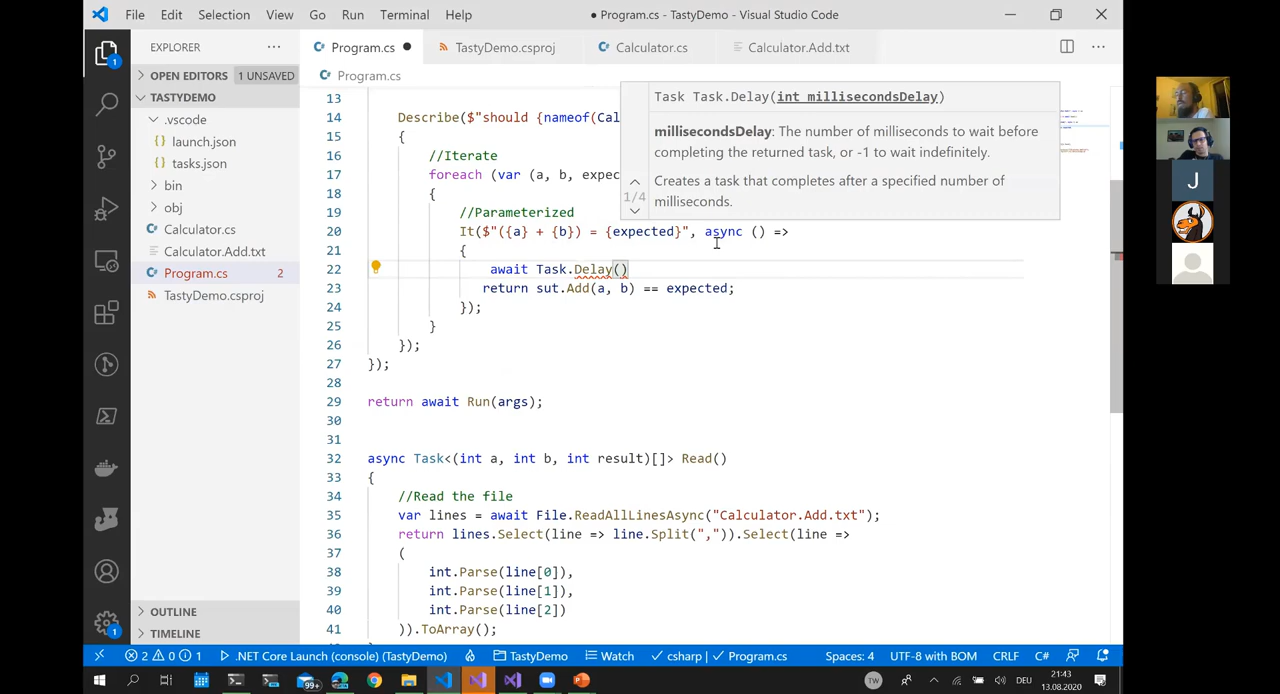 File Edit Selection View Go Run Terminal Help ● Program.cs - TastyDemo - Visual Studio Code
EXPLORER ···
Program.cs ● TastyDemo.csproj Calculator.cs Calculator.Add.txt ···
OPEN EDITORS 1 UNSAVED
Program.cs
TASTYDEMO
.vscode
launch.json
tasks.json
bin
obj
Calculator.cs
Calculator.Add.txt
Program.cs 2
TastyDemo.csproj
OUTLINE
TIMELINE
1
1
13
14 Describe($"should {nameof(Cal
15 {
16 //Iterate
17 foreach (var (a, b, expec
18 {
19 //Parameterized
20 It($"({a} + {b}) = {expected}", async () =>
21 {
22 await Task.Delay()
23 return sut.Add(a, b) == expected;
24 });
25 }
26 });
27 });
28
29 return await Run(args);
30
31
32 async Task<(int a, int b, int result)[]> Read()
33 {
34 //Read the file
35 var lines = await File.ReadAllLinesAsync("Calculator.Add.txt");
36 return lines.Select(line => line.Split(",")).Select(line =>
37 (
38 int.Parse(line[0]),
39 int.Parse(line[1]),
40 int.Parse(line[2])
41 )).ToArray();
Task Task.Delay(int millisecondsDelay)
millisecondsDelay: The number of milliseconds to wait before
completing the returned task, or -1 to wait indefinitely.
1/4
Creates a task that completes after a specified number of
milliseconds.
J
2 0 1 .NET Core Launch (console) (TastyDemo) TastyDemo Watch csharp | Program.cs Spaces: 4 UTF-8 with BOM CRLF C#
99+ TW DEU 21:43
13.08.2020